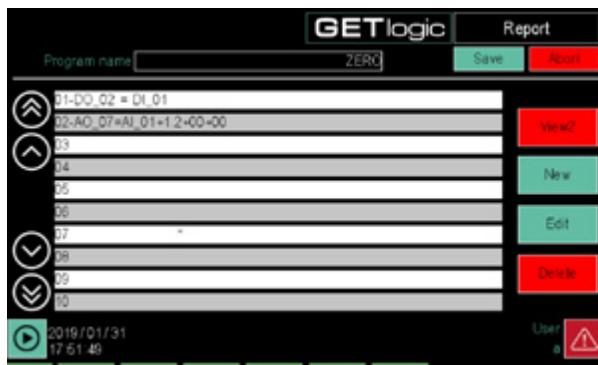 GETlogic
Report
Program name
ZERO
Save
Abort
01-DO_02 = DI_01
02-AO_07=AI_01+1.2+00+00
03
04
05
06
07
08
09
10
View2
New
Edit
Delete
2019/01/31
17:51:49
User
a